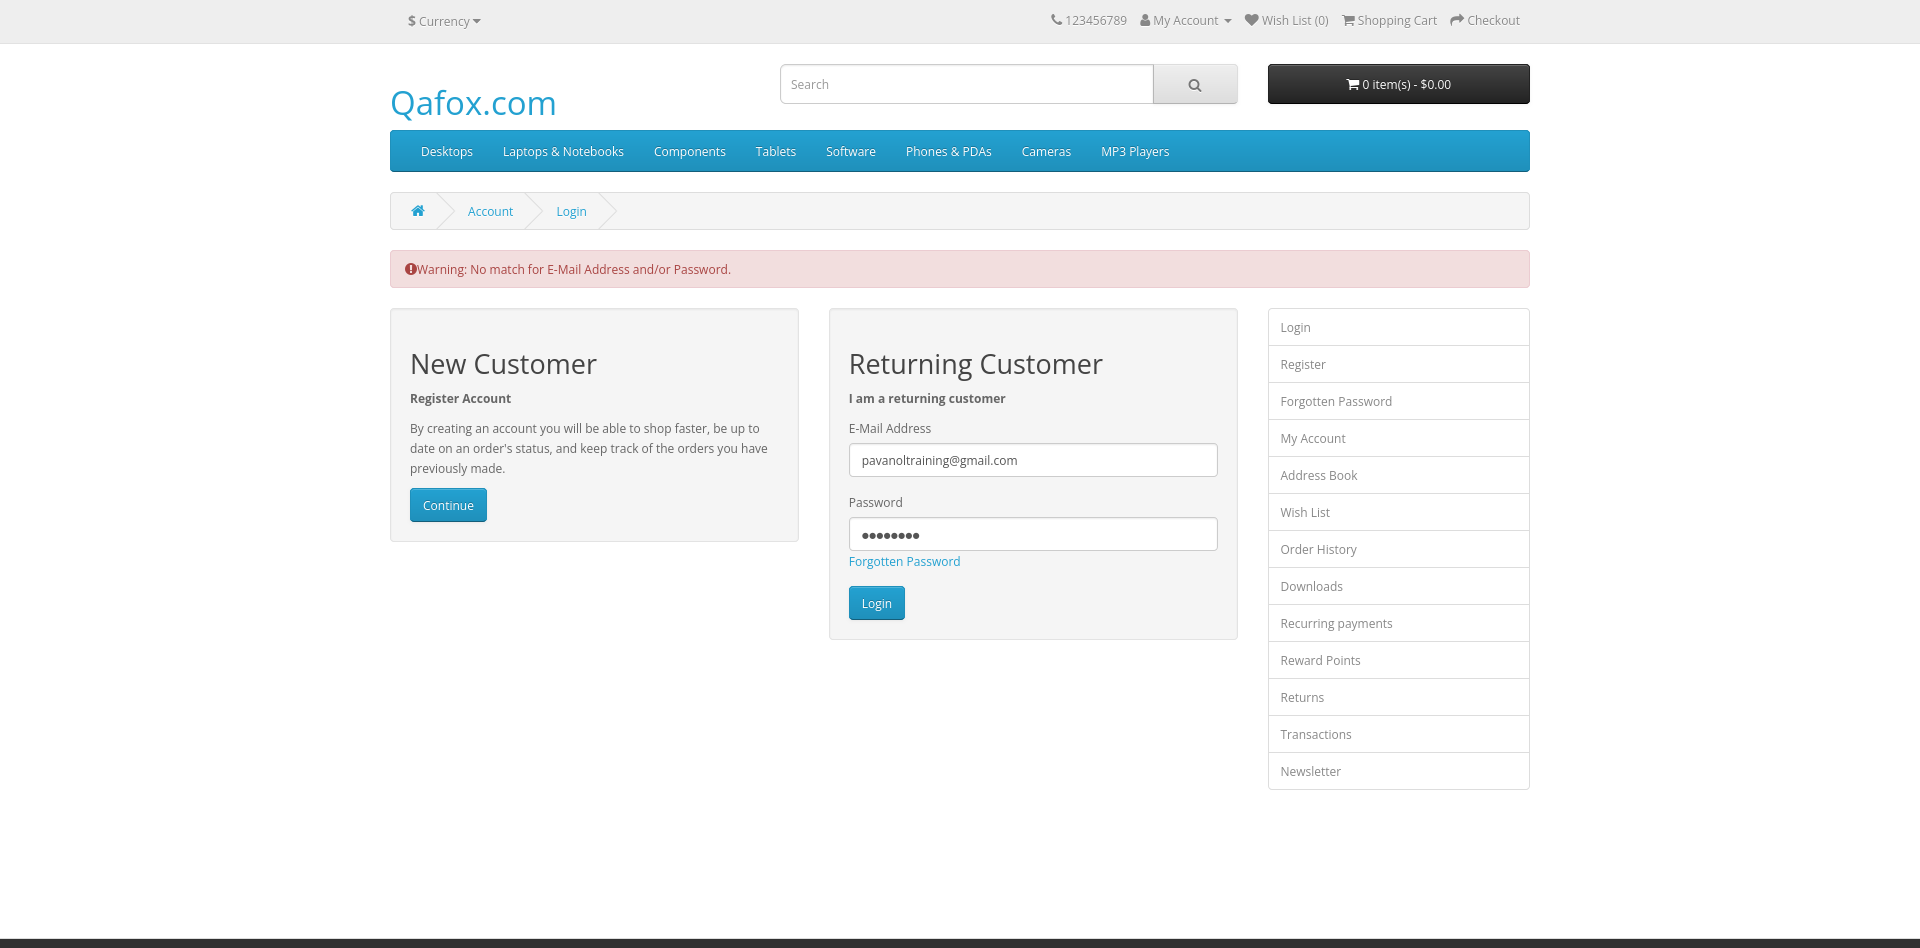 $ Currency
123456789 My Account Wish List (0) Shopping Cart Checkout
Qafox.com
Search
0 item(s) - $0.00
Desktops Laptops & Notebooks Components Tablets Software Phones & PDAs Cameras MP3 Players
Account Login
Warning: No match for E-Mail Address and/or Password.
New Customer
Register Account
By creating an account you will be able to shop faster, be up to
date on an order's status, and keep track of the orders you have
previously made.
Continue
Returning Customer
I am a returning customer
E-Mail Address
pavanoltraining@gmail.com
Password
••••••••
Forgotten Password
Login
Login
Register
Forgotten Password
My Account
Address Book
Wish List
Order History
Downloads
Recurring payments
Reward Points
Returns
Transactions
Newsletter